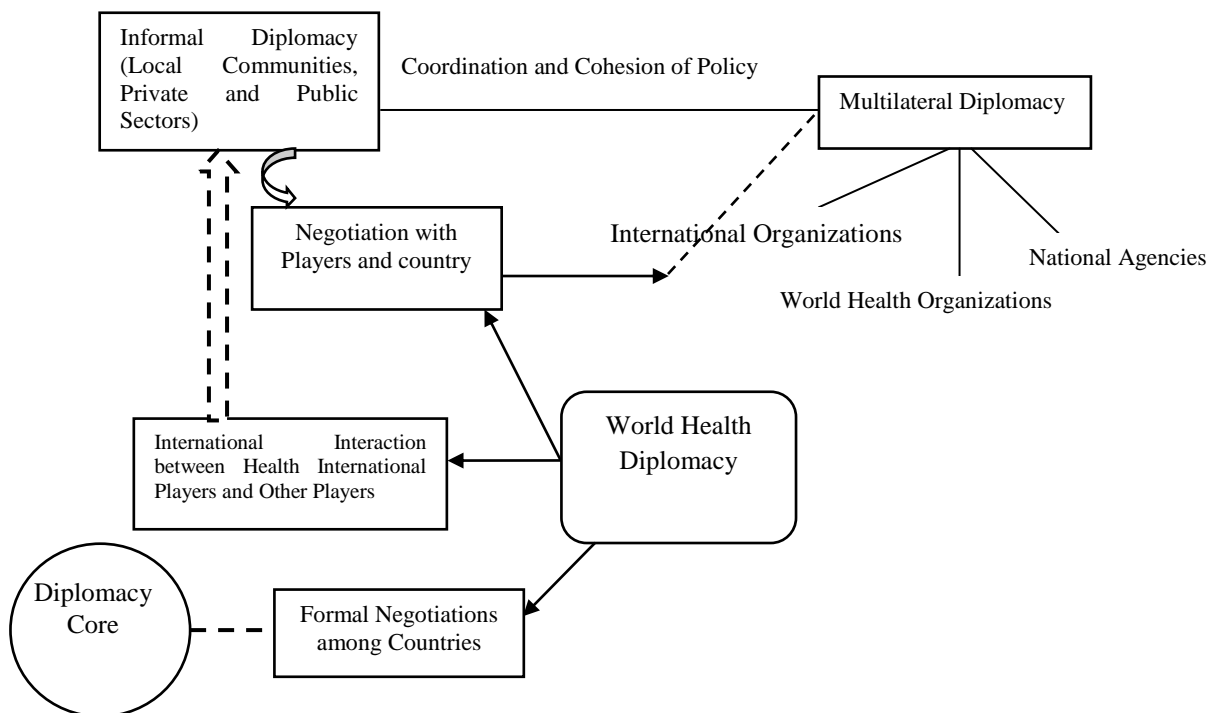 Informal Diplomacy
(Local Communities,
Private and Public
Sectors)
Coordination and Cohesion of Policy
Multilateral Diplomacy
Negotiation with
Players and country
International Organizations
National Agencies
World Health Organizations
World Health
Diplomacy
International Interaction
between Health International
Players and Other Players
Diplomacy
Core
Formal Negotiations
among Countries